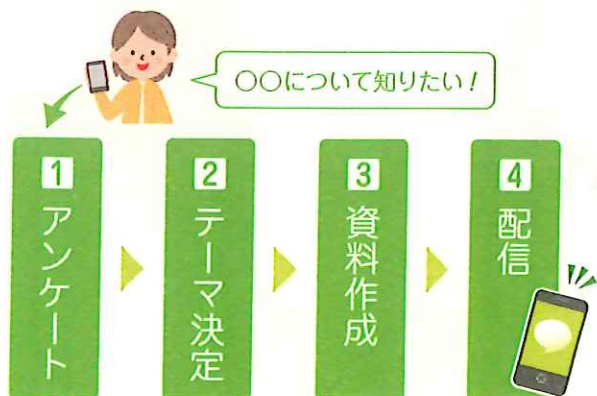 ○○について知りたい!
1 アンケート
2 テーマ決定
3 資料作成
4 配信